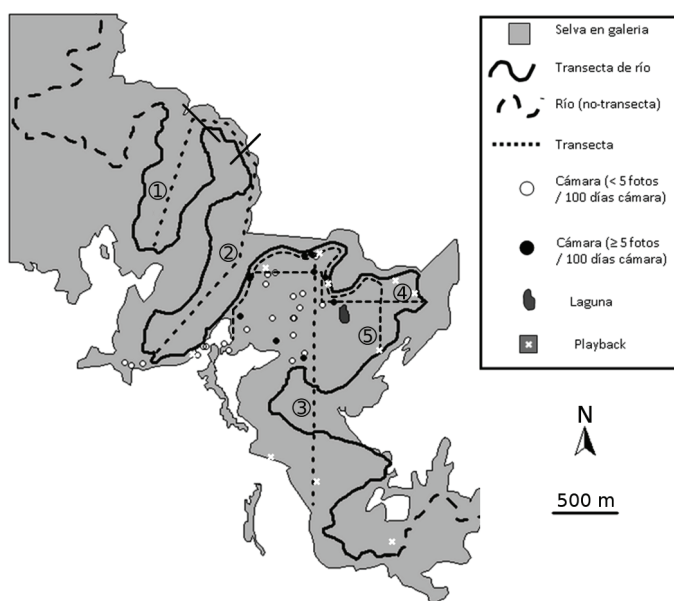 Selva en galeria
Transecta de río
Río (no-transecta)
Transecta
Cámara (< 5 fotos
/ 100 días cámara)
Cámara (≥ 5 fotos
/ 100 días cámara)
Laguna
Playback
①
②
④
⑤
③
N
500 m